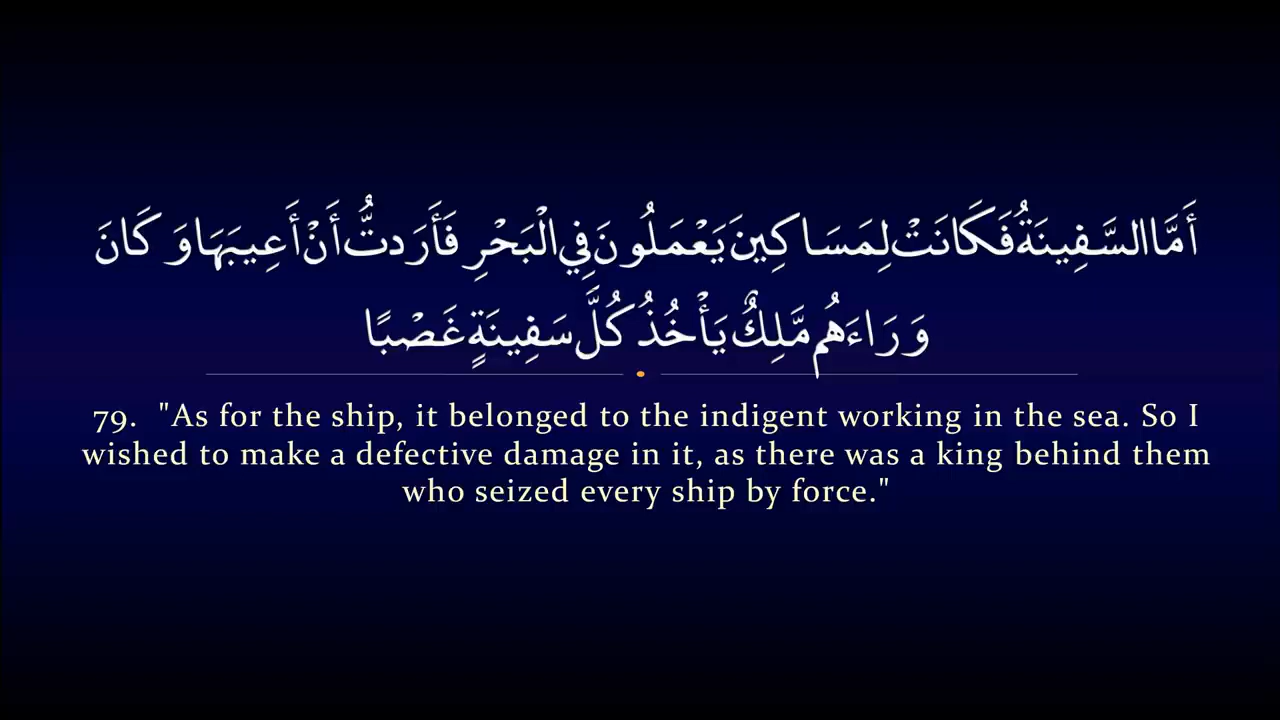 أَمَّا السَّفِينَةُ فَكَانَتْ لِمَسَاكِينَ يَعْمَلُونَ فِي الْبَحْرِ فَأَرَدتُّ أَنْ أَعِيبَهَا وَكَانَ
وَرَاءَهُم مَّلِكٌ يَأْخُذُ كُلَّ سَفِينَةٍ غَصْبًا
79. "As for the ship, it belonged to the indigent working in the sea. So I
wished to make a defective damage in it, as there was a king behind them
who seized every ship by force."